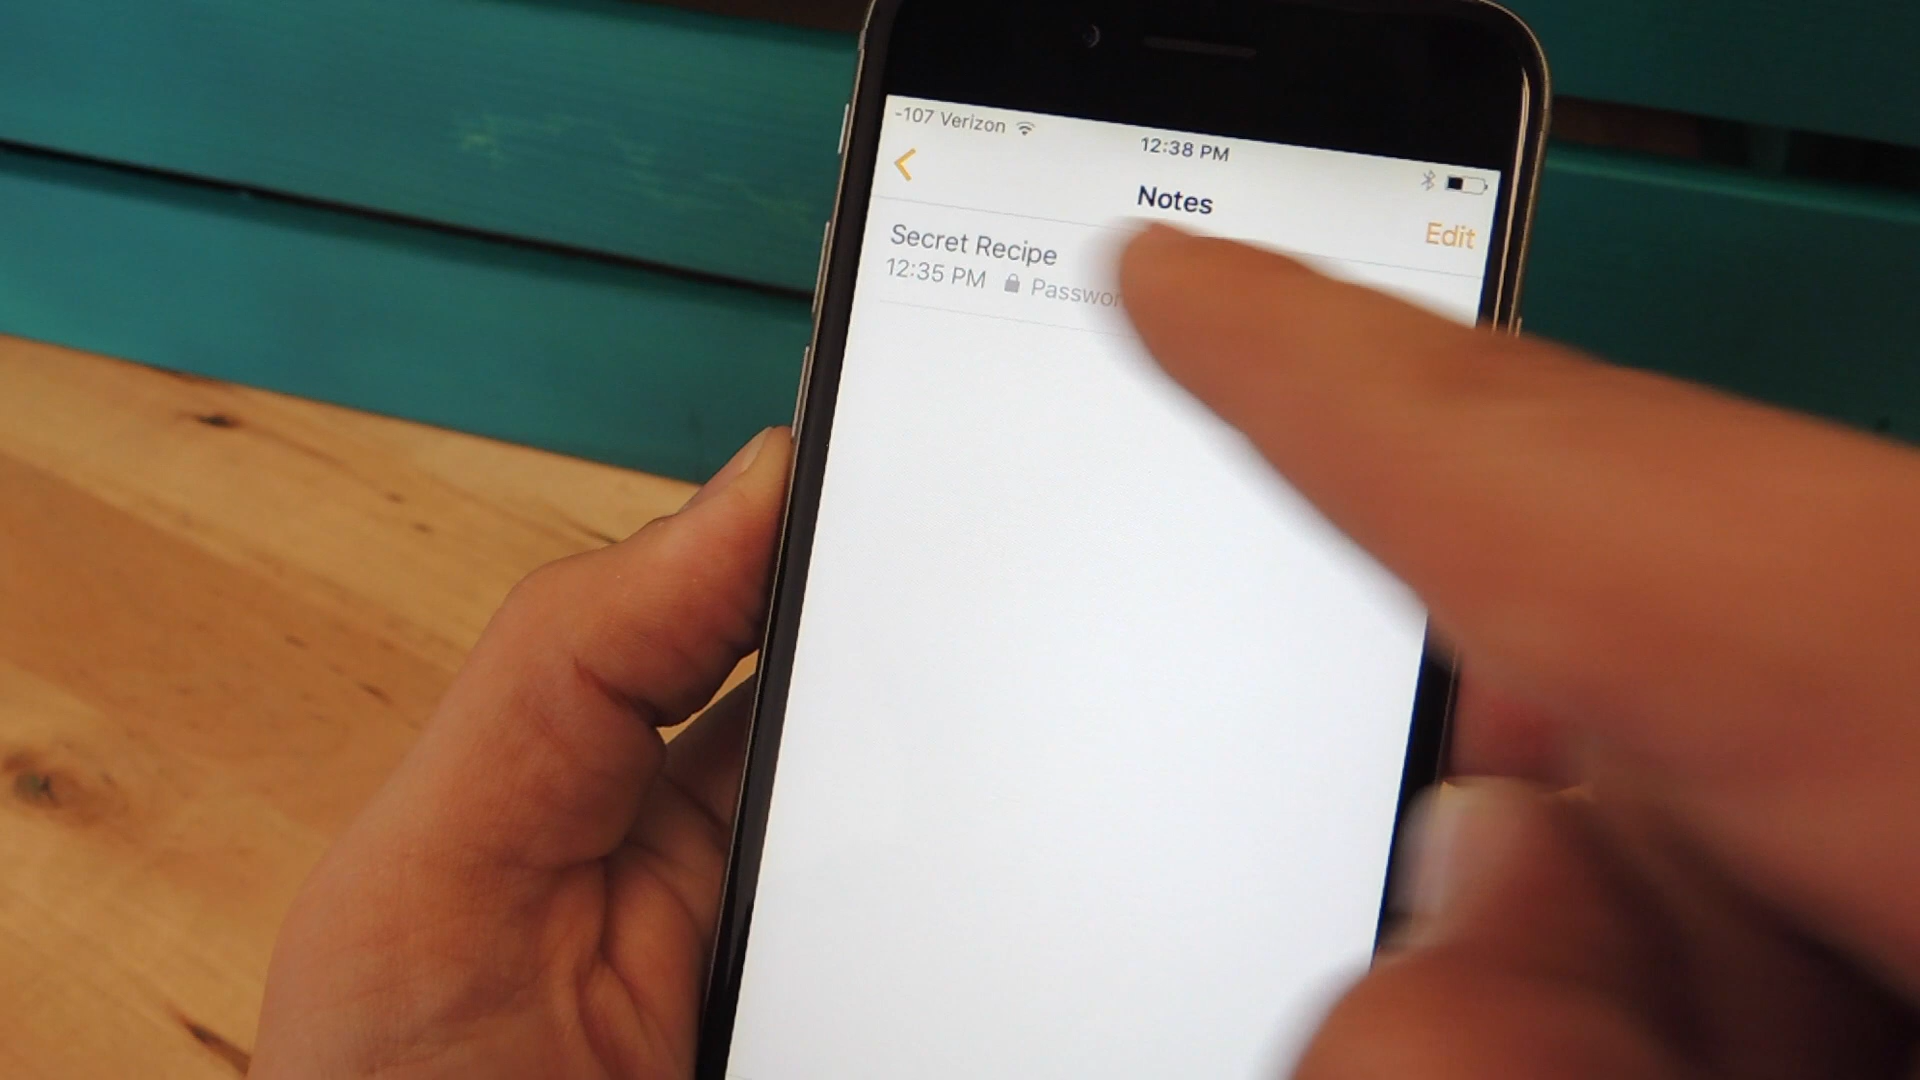 -107 Verizon
12:38 PM
Notes
Edit
Secret Recipe
12:35 PM